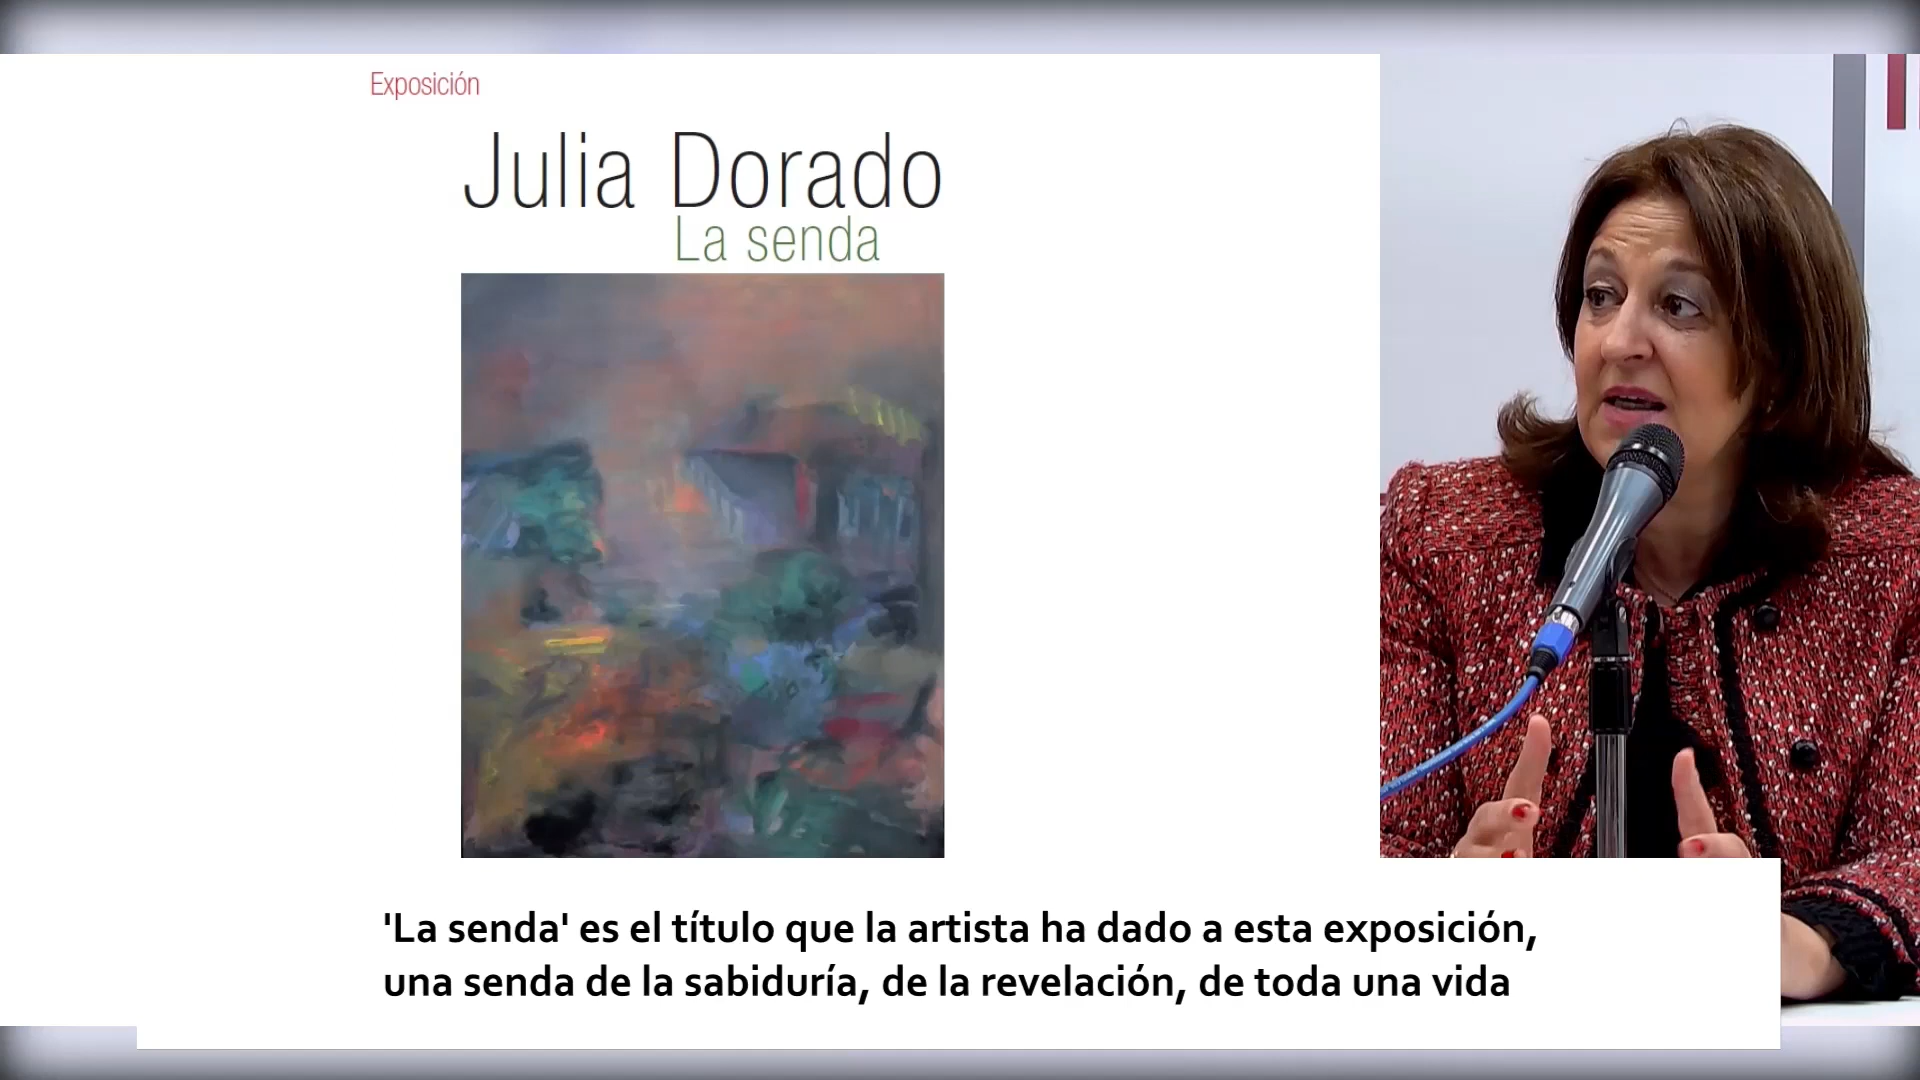 Exposición
Julia Dorado
La senda
'La senda' es el título que la artista ha dado a esta exposición,
una senda de la sabiduría, de la revelación, de toda una vida